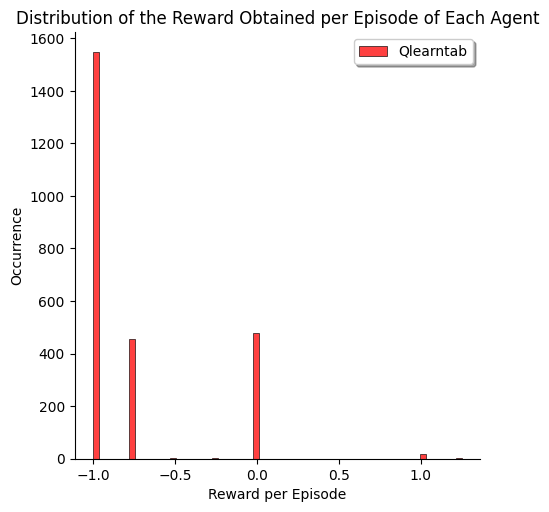 Distribution of the Reward Obtained per Episode of Each Agent
Qlearntab
1600
1400
1200
1000
800
600
400
200
0
Occurrence
−1.0 −0.5 0.0 0.5 1.0
Reward per Episode